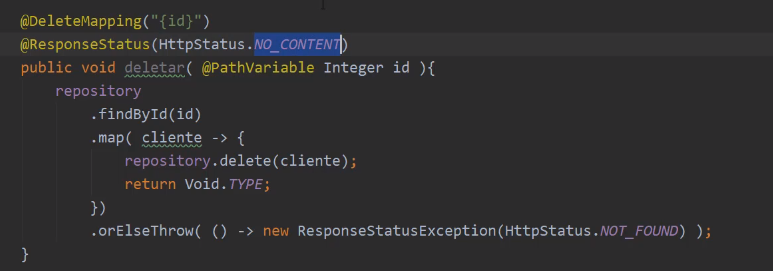 @DeleteMapping("{id}")
@ResponseStatus(HttpStatus.NO_CONTENT)
public void deletar( @PathVariable Integer id ){
    repository
        .findById(id)
        .map( cliente -> {
            repository.delete(cliente);
            return Void.TYPE;
        })
        .orElseThrow( () -> new ResponseStatusException(HttpStatus.NOT_FOUND) );
}